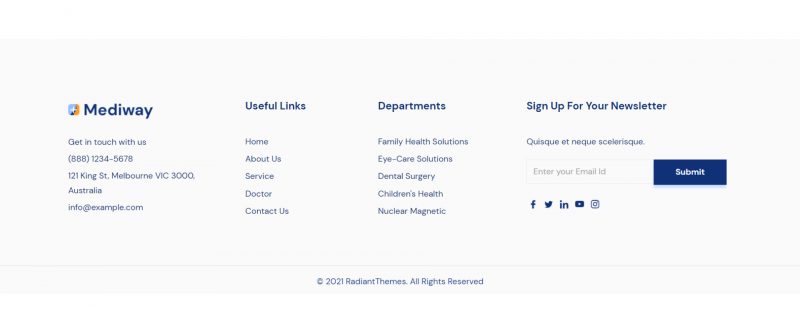 Mediway
Get in touch with us
(888) 1234-5678
121 King St, Melbourne VIC 3000,
Australia
info@example.com
Useful Links
Home
About Us
Service
Doctor
Contact Us
Departments
Family Health Solutions
Eye-Care Solutions
Dental Surgery
Children's Health
Nuclear Magnetic
Sign Up For Your Newsletter
Quisque et neque scelerisque.
Enter your Email Id
Submit
© 2021 RadiantThemes. All Rights Reserved